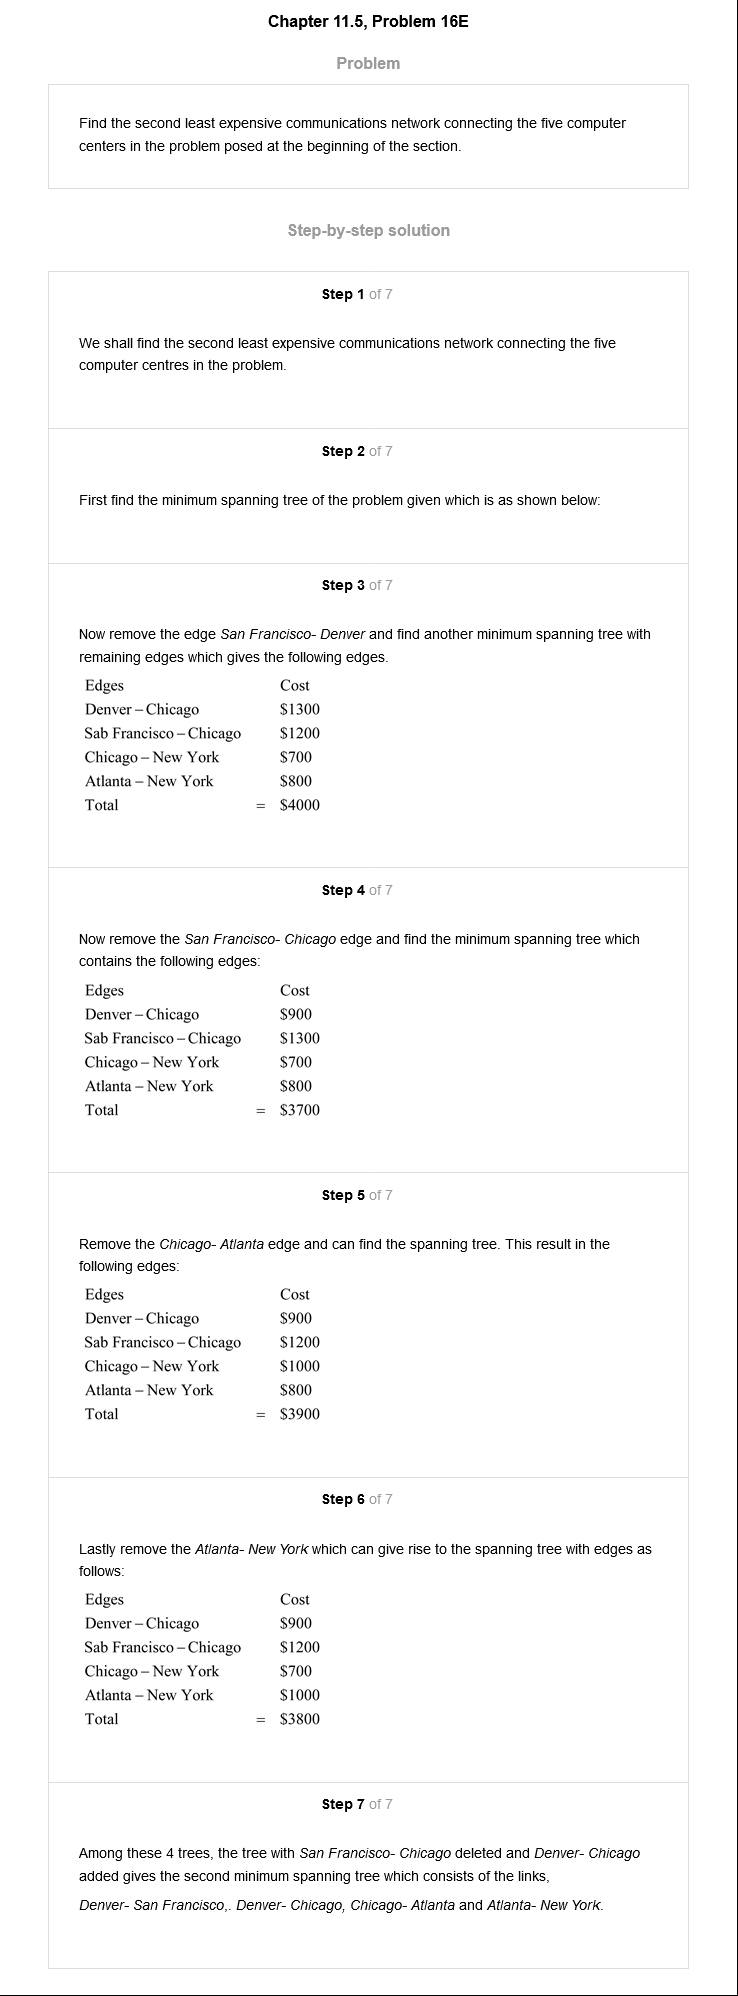 Chapter 11.5, Problem 16E
Problem
Find the second least expensive communications network connecting the five computer
centers in the problem posed at the beginning of the section.
Step-by-step solution
Step 1 of 7
We shall find the second least expensive communications network connecting the five
computer centres in the problem.
Step 2 of 7
First find the minimum spanning tree of the problem given which is as shown below:
Step 3 of 7
Now remove the edge San Francisco- Denver and find another minimum spanning tree with
remaining edges which gives the following edges.
Edges Cost
Denver – Chicago $1300
Sab Francisco – Chicago $1200
Chicago – New York $700
Atlanta – New York $800
Total = $4000
Step 4 of 7
Now remove the San Francisco- Chicago edge and find the minimum spanning tree which
contains the following edges:
Edges Cost
Denver – Chicago $900
Sab Francisco – Chicago $1300
Chicago – New York $700
Atlanta – New York $800
Total = $3700
Step 5 of 7
Remove the Chicago- Atlanta edge and can find the spanning tree. This result in the
following edges:
Edges Cost
Denver – Chicago $900
Sab Francisco – Chicago $1200
Chicago – New York $1000
Atlanta – New York $800
Total = $3900
Step 6 of 7
Lastly remove the Atlanta- New York which can give rise to the spanning tree with edges as
follows:
Edges Cost
Denver – Chicago $900
Sab Francisco – Chicago $1200
Chicago – New York $700
Atlanta – New York $1000
Total = $3800
Step 7 of 7
Among these 4 trees, the tree with San Francisco- Chicago deleted and Denver- Chicago
added gives the second minimum spanning tree which consists of the links,
Denver- San Francisco,. Denver- Chicago, Chicago- Atlanta and Atlanta- New York.